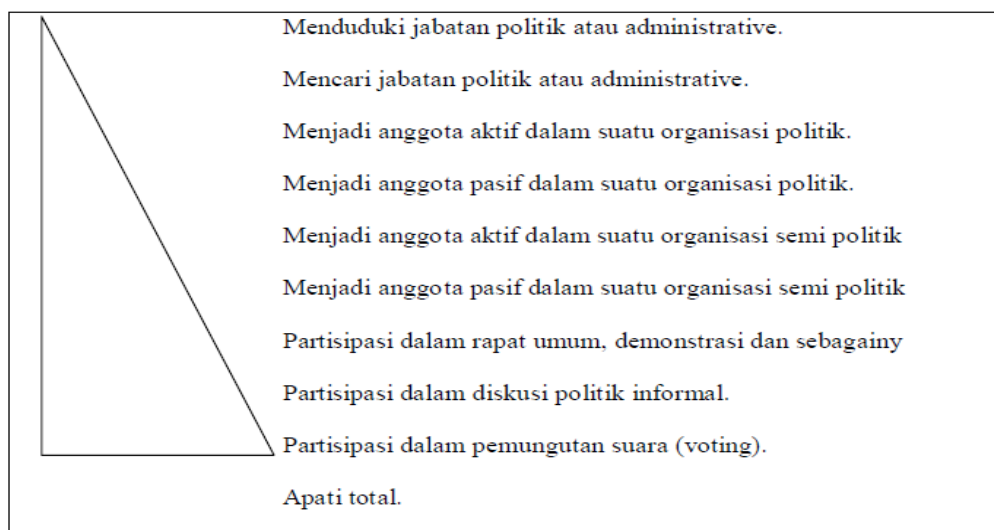 Menduduki jabatan politik atau administrative.
Mencari jabatan politik atau administrative.
Menjadi anggota aktif dalam suatu organisasi politik.
Menjadi anggota pasif dalam suatu organisasi politik.
Menjadi anggota aktif dalam suatu organisasi semi politik
Menjadi anggota pasif dalam suatu organisasi semi politik
Partisipasi dalam rapat umum, demonstrasi dan sebagainy
Partisipasi dalam diskusi politik informal.
Partisipasi dalam pemungutan suara (voting).
Apati total.